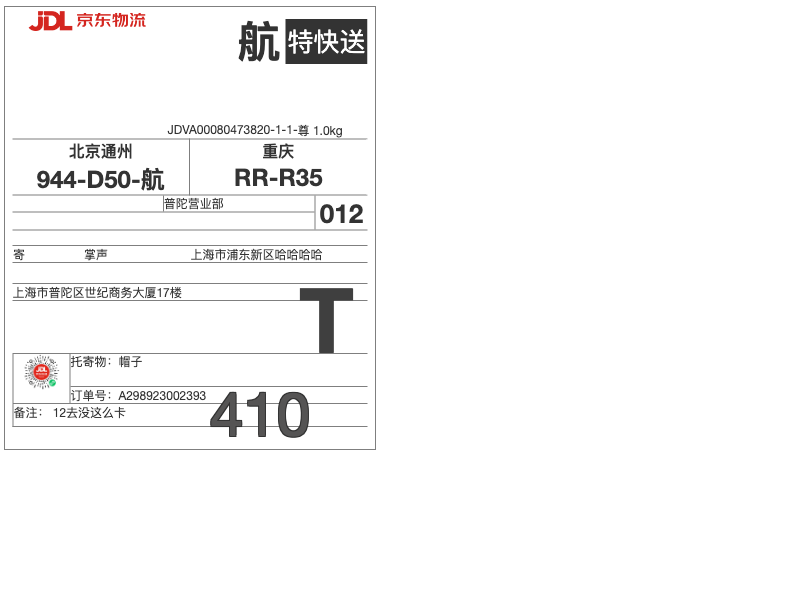 JDL 京东物流
航 特快送
JDVA00080473820-1-1-尊 1.0kg
北京通州 重庆
944-D50-航 RR-R35
普陀营业部
012
寄 掌声 上海市浦东新区哈哈哈哈
上海市普陀区世纪商务大厦17楼
T
托寄物：帽子
JDL
订单号：A298923002393
备注： 12去没这么卡
410